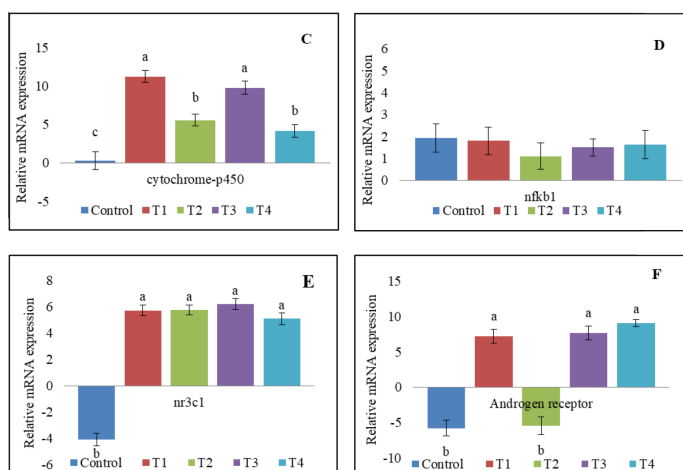 C
Relative mRNA expression
15
10
5
0
-5
a
a
b
b
c
cytochrome-p450
Control T1 T2 T3 T4
D
Relative mRNA expression
6
5
4
3
2
1
0
nfkb1
Control T1 T2 T3 T4
E
Relative mRNA expression
8
6
4
2
0
-2
-4
-6
a a a a
nr3c1
b
Control T1 T2 T3 T4
F
Relative mRNA expression
15
10
5
0
-5
-10
a a a
Androgen receptor
b b
Control T1 T2 T3 T4